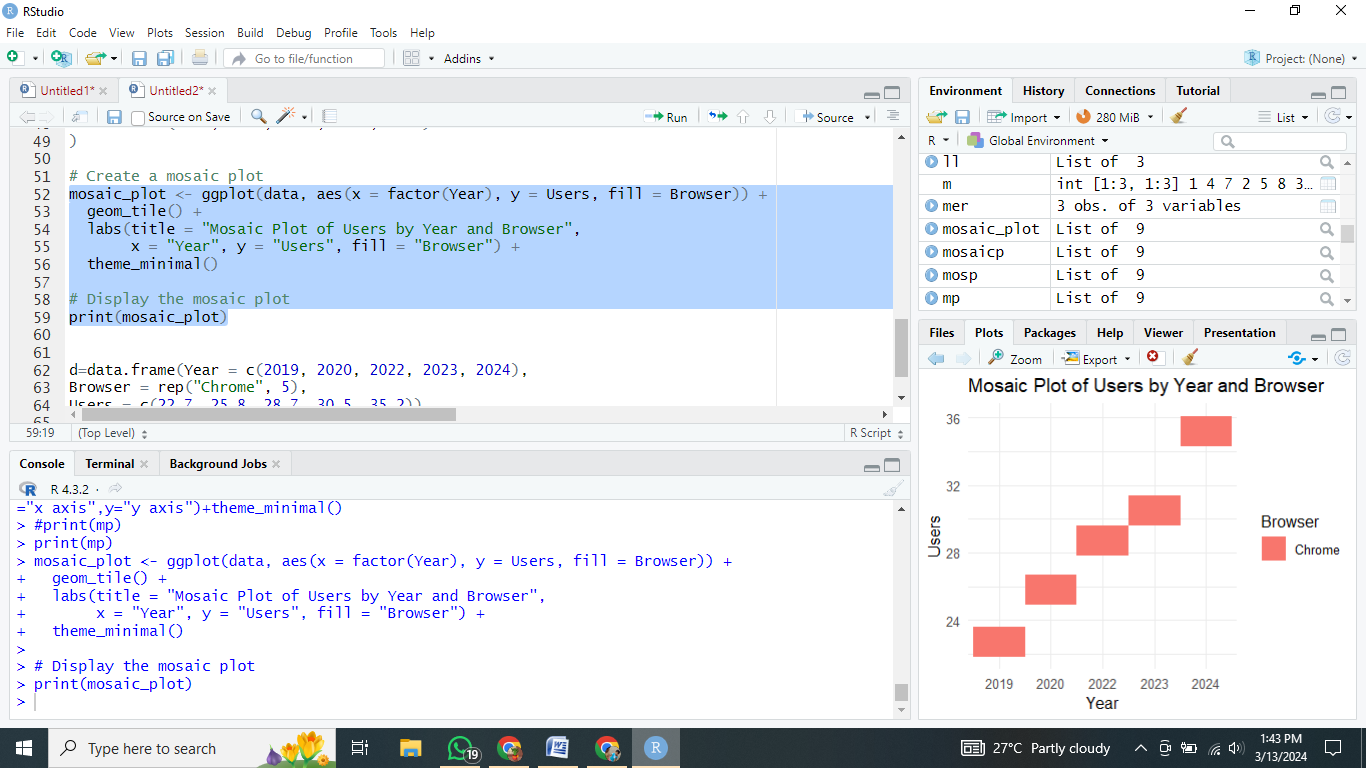 RStudio
File Edit Code View Plots Session Build Debug Profile Tools Help
Go to file/function Addins Project: (None)
Untitled1* Untitled2*
Source on Save Run Source
49 )
50
51 # Create a mosaic plot
52 mosaic_plot <- ggplot(data, aes(x = factor(Year), y = Users, fill = Browser)) +
53 geom_tile() +
54 labs(title = "Mosaic Plot of Users by Year and Browser",
55 x = "Year", y = "Users", fill = "Browser") +
56 theme_minimal()
57
58 # Display the mosaic plot
59 print(mosaic_plot)
60
61
62 d=data.frame(Year = c(2019, 2020, 2022, 2023, 2024),
63 Browser = rep("Chrome", 5),
64 Users = c(22.7, 25.8, 28.7, 30.5, 35.2))
65
59:19 (Top Level) R Script
Console Terminal Background Jobs
R 4.3.2 ·
="x axis",y="y axis")+theme_minimal()
> #print(mp)
> print(mp)
> mosaic_plot <- ggplot(data, aes(x = factor(Year), y = Users, fill = Browser)) +
+ geom_tile() +
+ labs(title = "Mosaic Plot of Users by Year and Browser",
+ x = "Year", y = "Users", fill = "Browser") +
+ theme_minimal()
>
> # Display the mosaic plot
> print(mosaic_plot)
>
Environment History Connections Tutorial
Import 280 MiB List
R Global Environment
ll List of 3
m int [1:3, 1:3] 1 4 7 2 5 8 3…
mer 3 obs. of 3 variables
mosaic_plot List of 9
mosaicp List of 9
mosp List of 9
mp List of 9
Files Plots Packages Help Viewer Presentation
Zoom Export
Mosaic Plot of Users by Year and Browser
36
32
28
24
Users
2019 2020 2022 2023 2024
Year
Browser
Chrome
Type here to search
19
27°C Partly cloudy
1:43 PM
3/13/2024